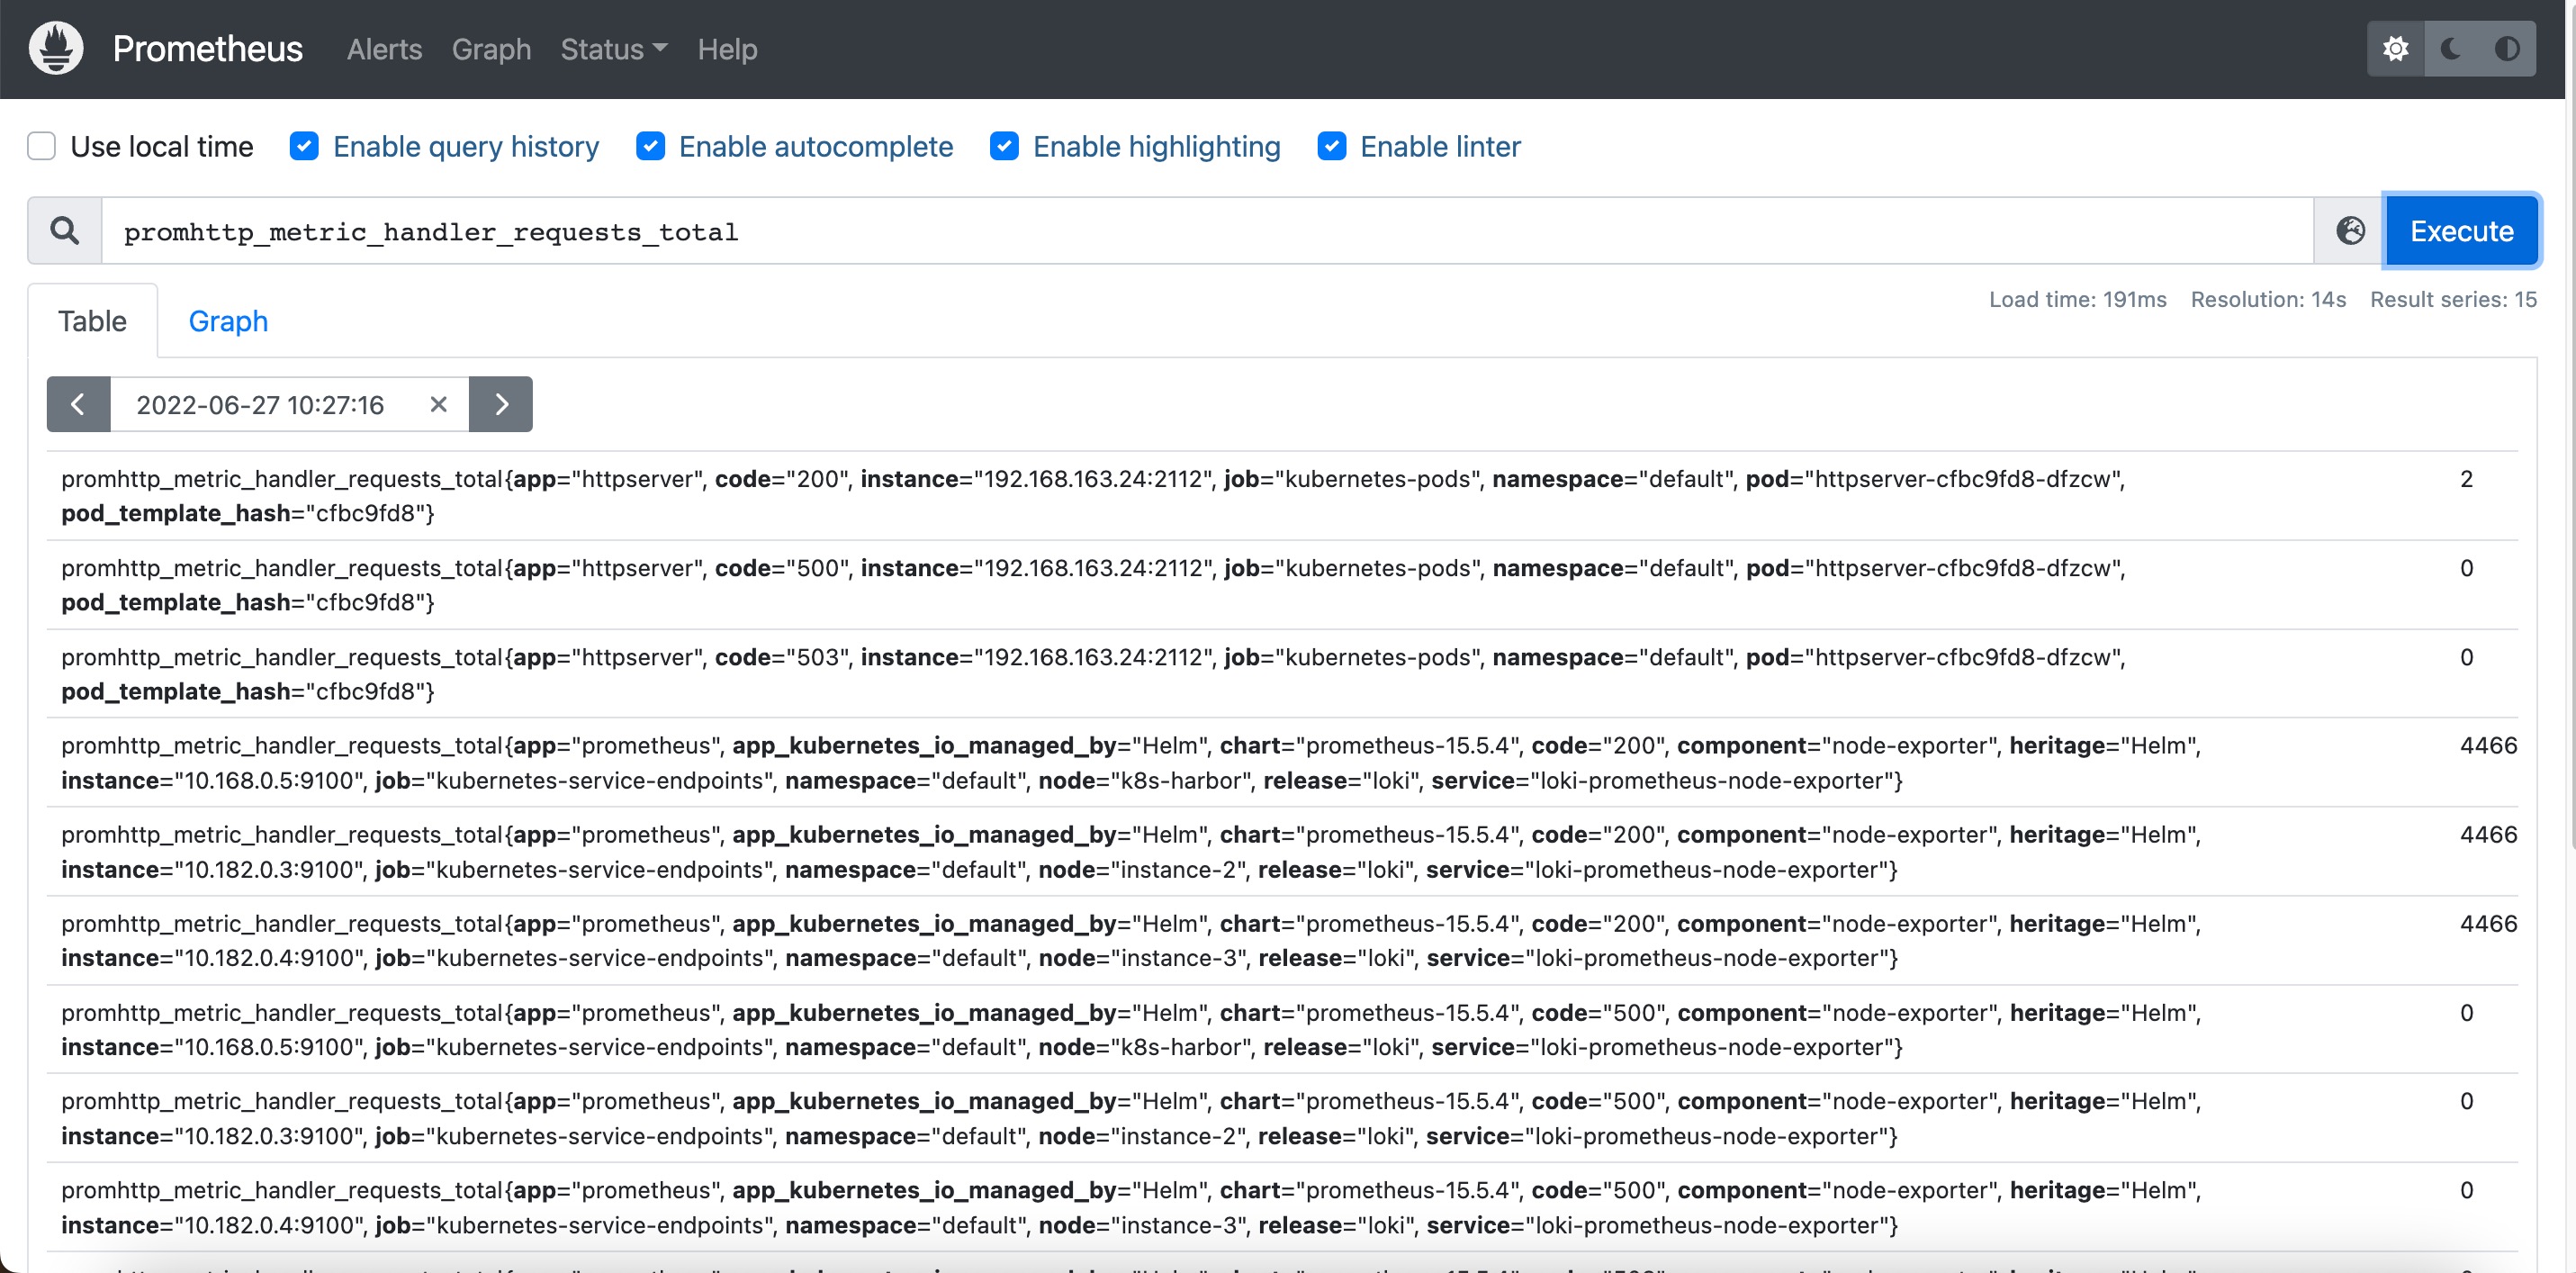 Prometheus Alerts Graph Status Help
Use local time Enable query history Enable autocomplete Enable highlighting Enable linter
promhttp_metric_handler_requests_total Execute
Table Graph Load time: 191ms Resolution: 14s Result series: 15
2022-06-27 10:27:16
promhttp_metric_handler_requests_total{app="httpserver", code="200", instance="192.168.163.24:2112", job="kubernetes-pods", namespace="default", pod="httpserver-cfbc9fd8-dfzcw", 2
pod_template_hash="cfbc9fd8"}
promhttp_metric_handler_requests_total{app="httpserver", code="500", instance="192.168.163.24:2112", job="kubernetes-pods", namespace="default", pod="httpserver-cfbc9fd8-dfzcw", 0
pod_template_hash="cfbc9fd8"}
promhttp_metric_handler_requests_total{app="httpserver", code="503", instance="192.168.163.24:2112", job="kubernetes-pods", namespace="default", pod="httpserver-cfbc9fd8-dfzcw", 0
pod_template_hash="cfbc9fd8"}
promhttp_metric_handler_requests_total{app="prometheus", app_kubernetes_io_managed_by="Helm", chart="prometheus-15.5.4", code="200", component="node-exporter", heritage="Helm", 4466
instance="10.168.0.5:9100", job="kubernetes-service-endpoints", namespace="default", node="k8s-harbor", release="loki", service="loki-prometheus-node-exporter"}
promhttp_metric_handler_requests_total{app="prometheus", app_kubernetes_io_managed_by="Helm", chart="prometheus-15.5.4", code="200", component="node-exporter", heritage="Helm", 4466
instance="10.182.0.3:9100", job="kubernetes-service-endpoints", namespace="default", node="instance-2", release="loki", service="loki-prometheus-node-exporter"}
promhttp_metric_handler_requests_total{app="prometheus", app_kubernetes_io_managed_by="Helm", chart="prometheus-15.5.4", code="200", component="node-exporter", heritage="Helm", 4466
instance="10.182.0.4:9100", job="kubernetes-service-endpoints", namespace="default", node="instance-3", release="loki", service="loki-prometheus-node-exporter"}
promhttp_metric_handler_requests_total{app="prometheus", app_kubernetes_io_managed_by="Helm", chart="prometheus-15.5.4", code="500", component="node-exporter", heritage="Helm", 0
instance="10.168.0.5:9100", job="kubernetes-service-endpoints", namespace="default", node="k8s-harbor", release="loki", service="loki-prometheus-node-exporter"}
promhttp_metric_handler_requests_total{app="prometheus", app_kubernetes_io_managed_by="Helm", chart="prometheus-15.5.4", code="500", component="node-exporter", heritage="Helm", 0
instance="10.182.0.3:9100", job="kubernetes-service-endpoints", namespace="default", node="instance-2", release="loki", service="loki-prometheus-node-exporter"}
promhttp_metric_handler_requests_total{app="prometheus", app_kubernetes_io_managed_by="Helm", chart="prometheus-15.5.4", code="500", component="node-exporter", heritage="Helm", 0
instance="10.182.0.4:9100", job="kubernetes-service-endpoints", namespace="default", node="instance-3", release="loki", service="loki-prometheus-node-exporter"}